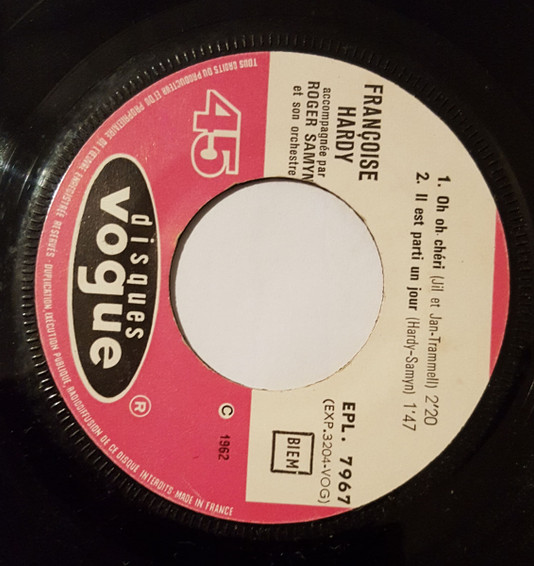 TOUS DROITS DU PRODUCTEUR ET DU PROPRIÉTAIRE DE L'ŒUVRE ENREGISTRÉE RÉSERVÉS - DUPLICATION, EXÉCUTION PUBLIQUE, RADIODIFFUSION DE CE DISQUE INTERDITS MADE IN FRANCE
45
disques
vogue
®
© 1962
FRANÇOISE
HARDY
accompagnée par
ROGER SAMYN
et son orchestre
1. Oh oh chéri (Jil et Jan-Trammell) 2'20
2. Il est parti un jour (Hardy-Samyn) 1'47
EPL. 7967
(EXP.3204-VOG)
BIEM